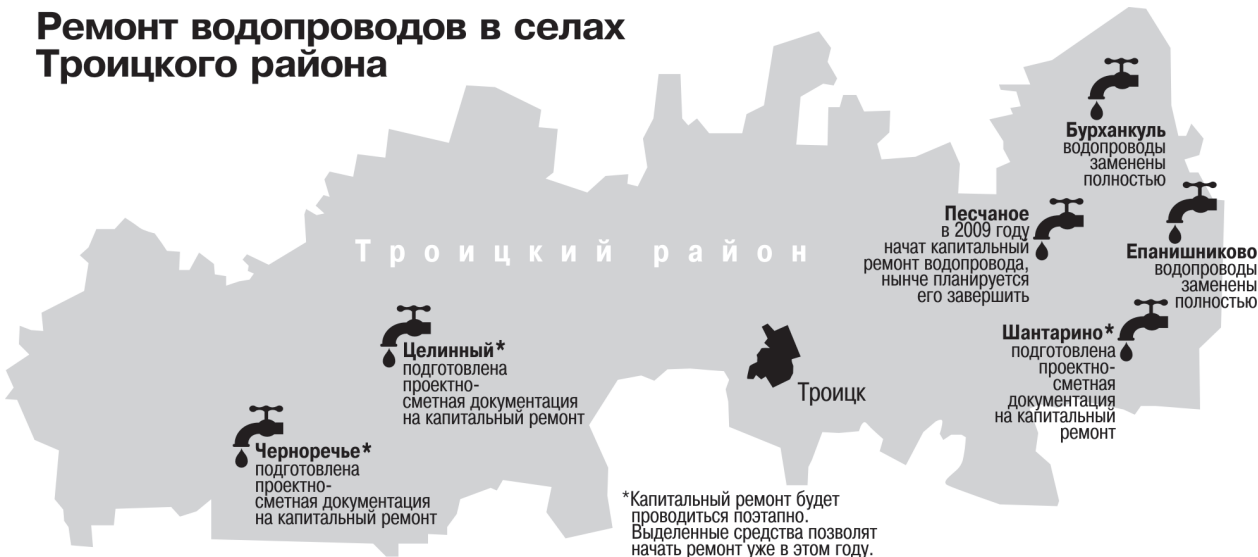 Ремонт водопроводов в селах
Троицкого района
Бурханкуль
водопроводы
заменены
полностью
Песчаное
в 2009 году
начат капитальный
ремонт водопровода,
нынче планируется
его завершить
Епанишниково
водопроводы
заменены
полностью
Троицкий район
Шантарино*
подготовлена
проектно-
сметная
документация
на капитальный
ремонт
Целинный*
подготовлена
проектно-
сметная документация
на капитальный ремонт
Троицк
Черноречье*
подготовлена
проектно-
сметная документация
на капитальный ремонт
*Капитальный ремонт будет
проводиться поэтапно.
Выделенные средства позволят
начать ремонт уже в этом году.